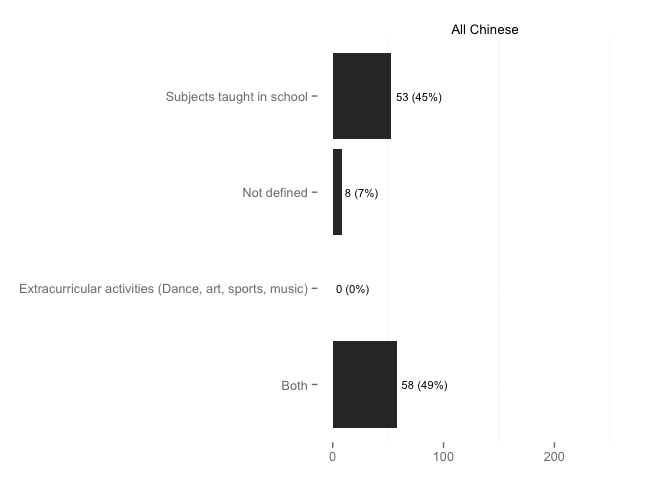 All Chinese
Subjects taught in school
53 (45%)
Not defined
8 (7%)
Extracurricular activities (Dance, art, sports, music)
0 (0%)
Both
58 (49%)
0
100
200